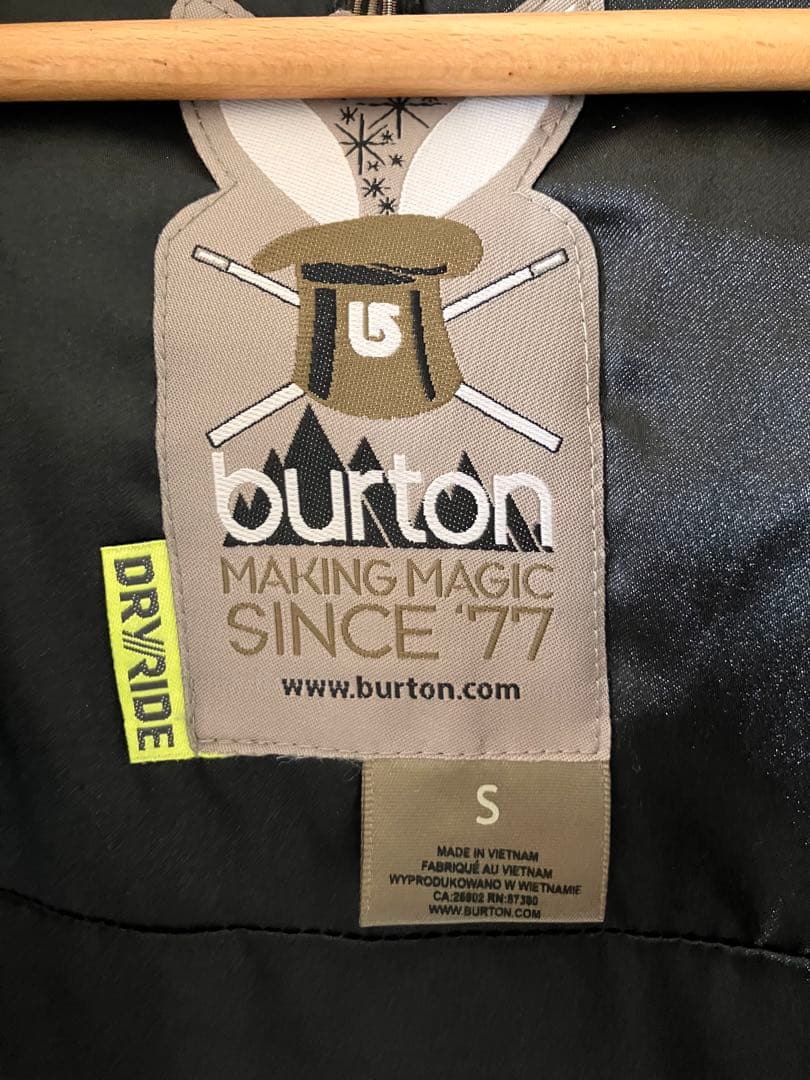 burton
MAKING MAGIC
SINCE '77
www.burton.com
DRY//RIDE
S
MADE IN VIETNAM
FABRIQUÉ AU VIETNAM
WYPRODUKOWANO W WIETNAMIE
CA:26802 RN:87380
WWW.BURTON.COM